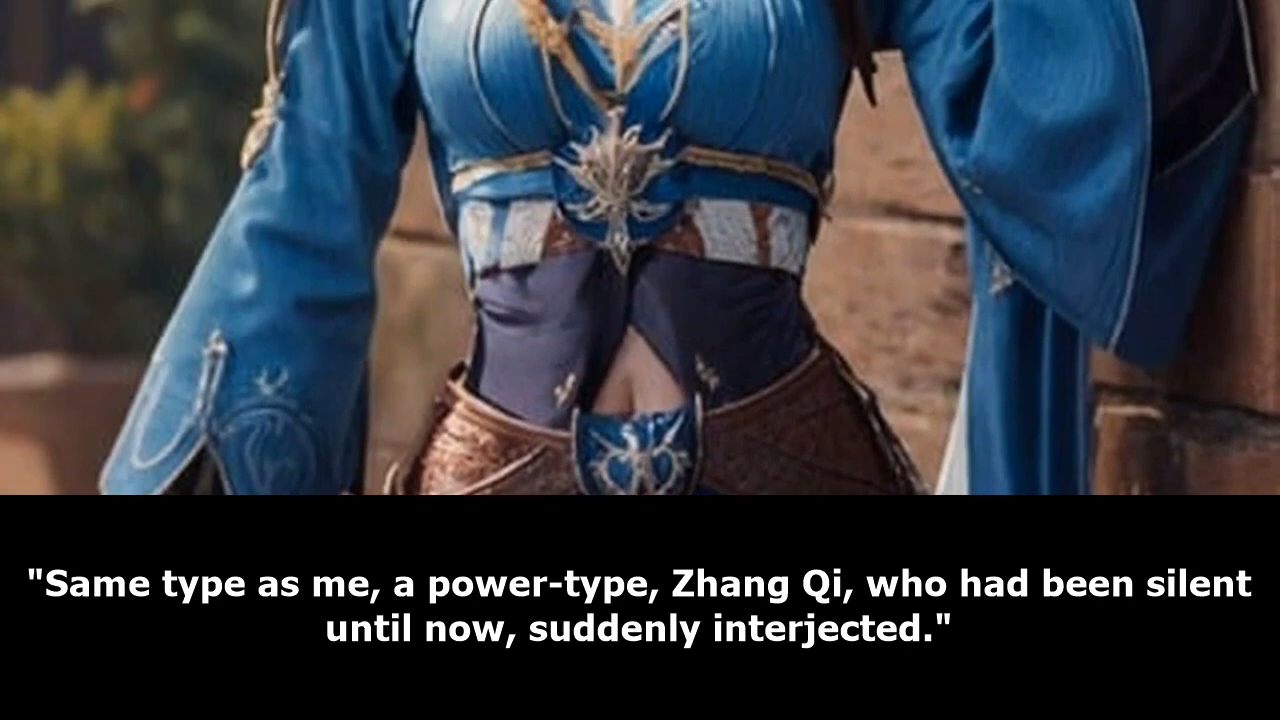 "Same type as me, a power-type, Zhang Qi, who had been silent
until now, suddenly interjected."